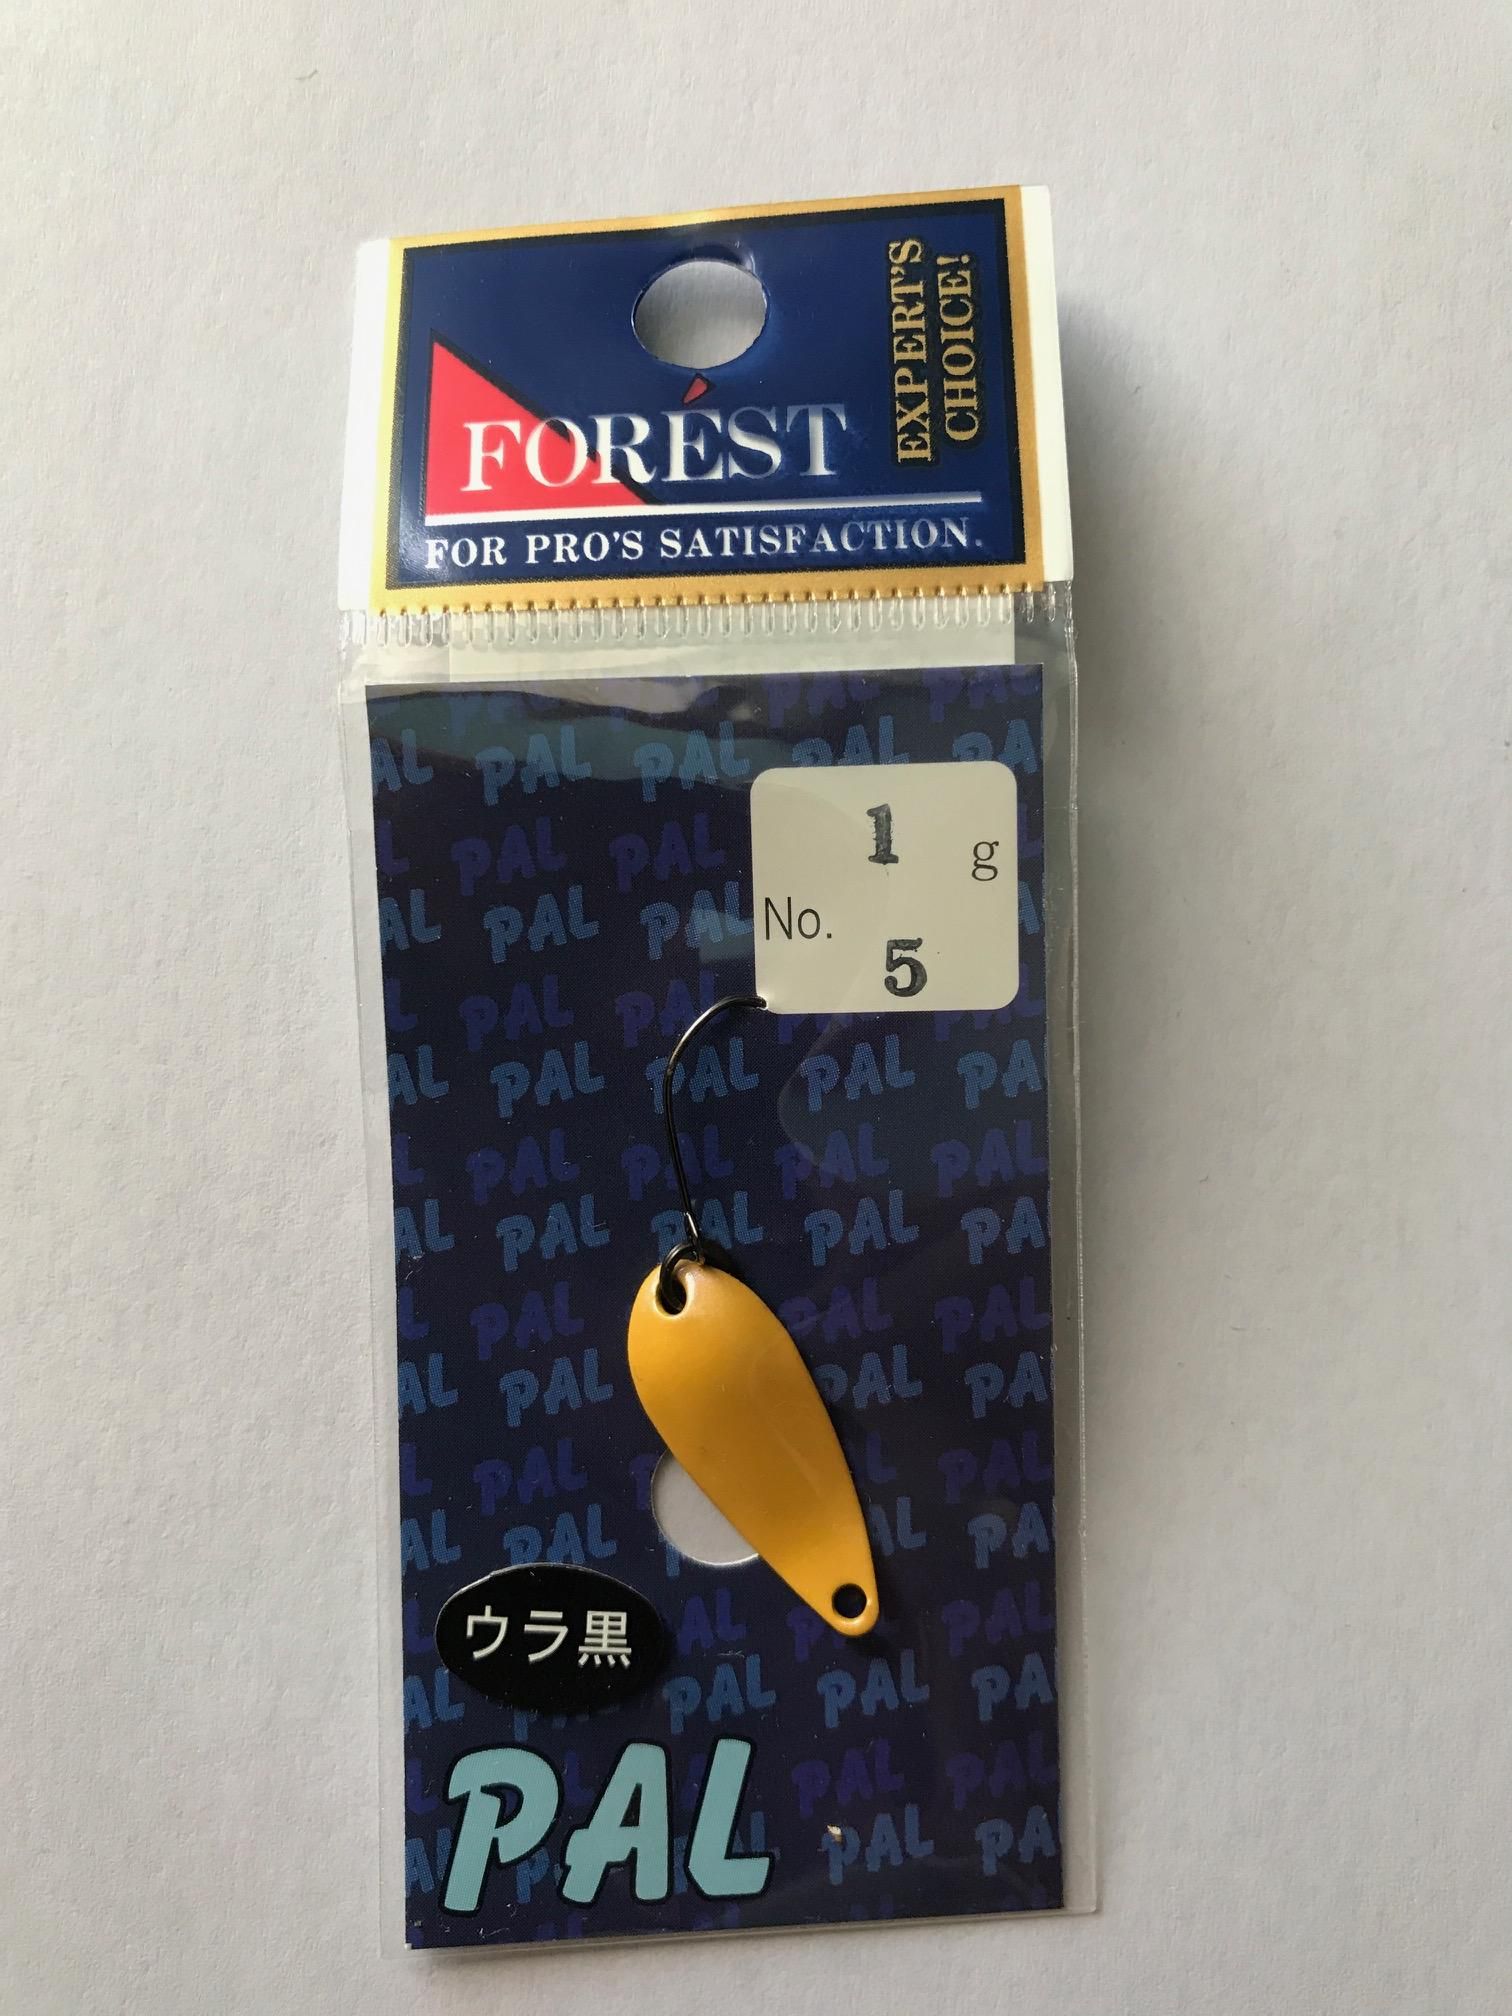 EXPERT'S
CHOICE!
FORÉST
FOR PRO'S SATISFACTION.
1 g
No. 5
ウラ黒
PAL